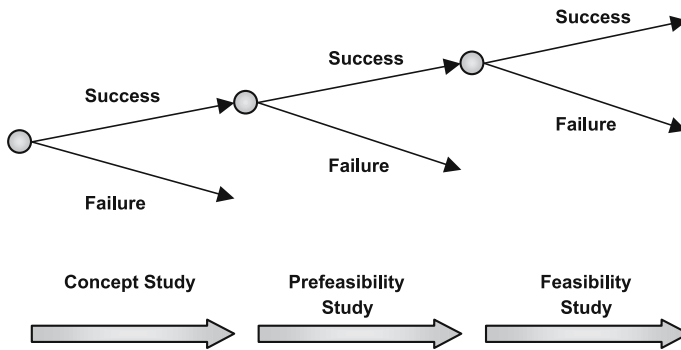 Success
Success
Success
Failure
Failure
Failure
Concept Study
Prefeasibility
Study
Feasibility
Study